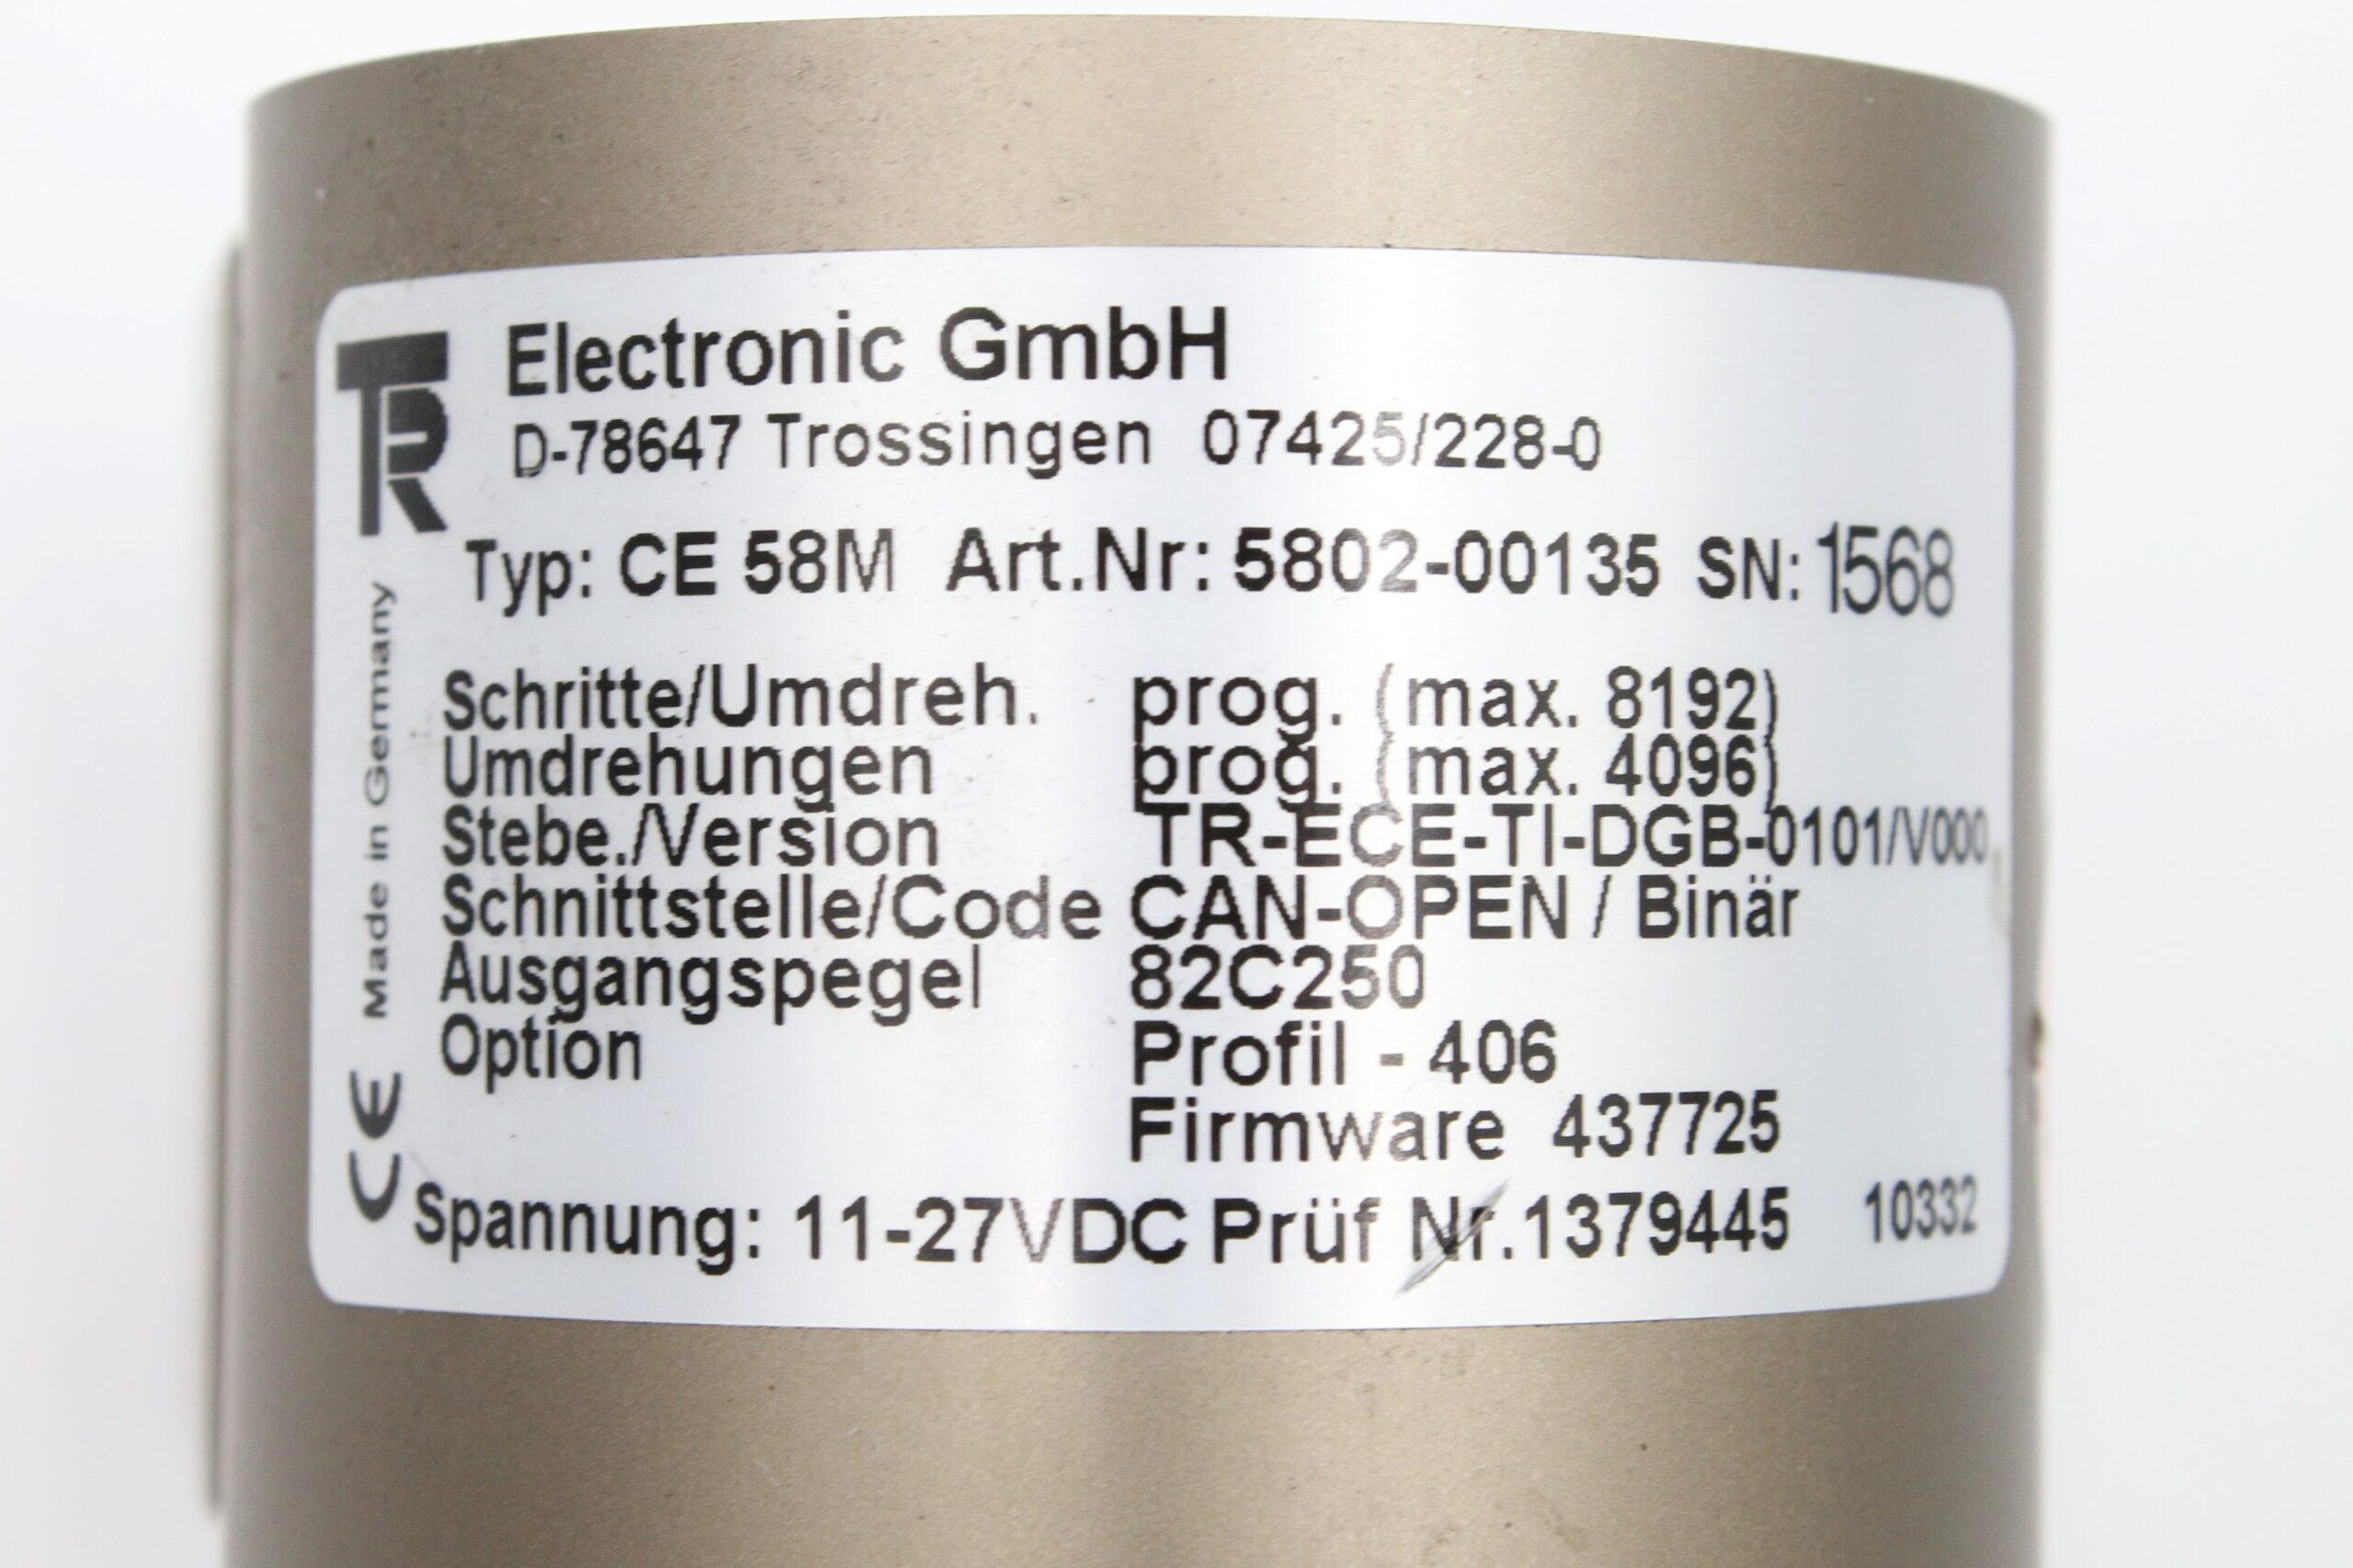 TR Electronic GmbH
D-78647 Trossingen 07425/228-0
Typ: CE 58M Art.Nr: 5802-00135 SN: 1568
Schritte/Umdreh. prog. (max. 8192)
Umdrehungen prog. (max. 4096)
Stebe./Version TR-ECE-TI-DGB-0101/V000
Schnittstelle/Code CAN-OPEN / Binär
Ausgangspegel 82C250
Option Profil - 406
Firmware 437725
Spannung: 11-27VDC Prüf Nr.1379445 10332
CE Made in Germany